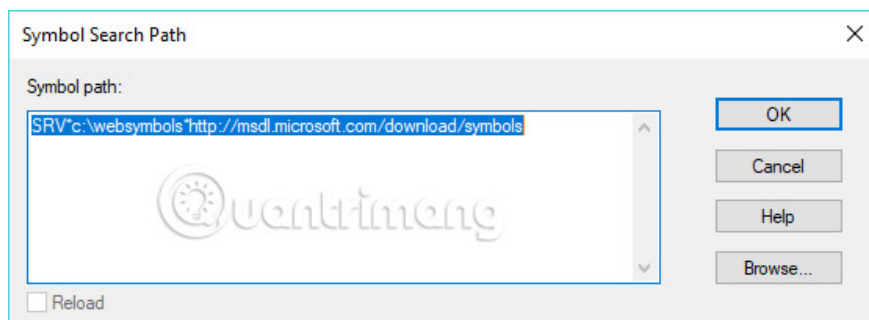 Symbol Search Path
Symbol path:
SRV*c:\websymbols*http://msdl.microsoft.com/download/symbols
OK
Cancel
Help
Browse...
Quantrimang
Reload